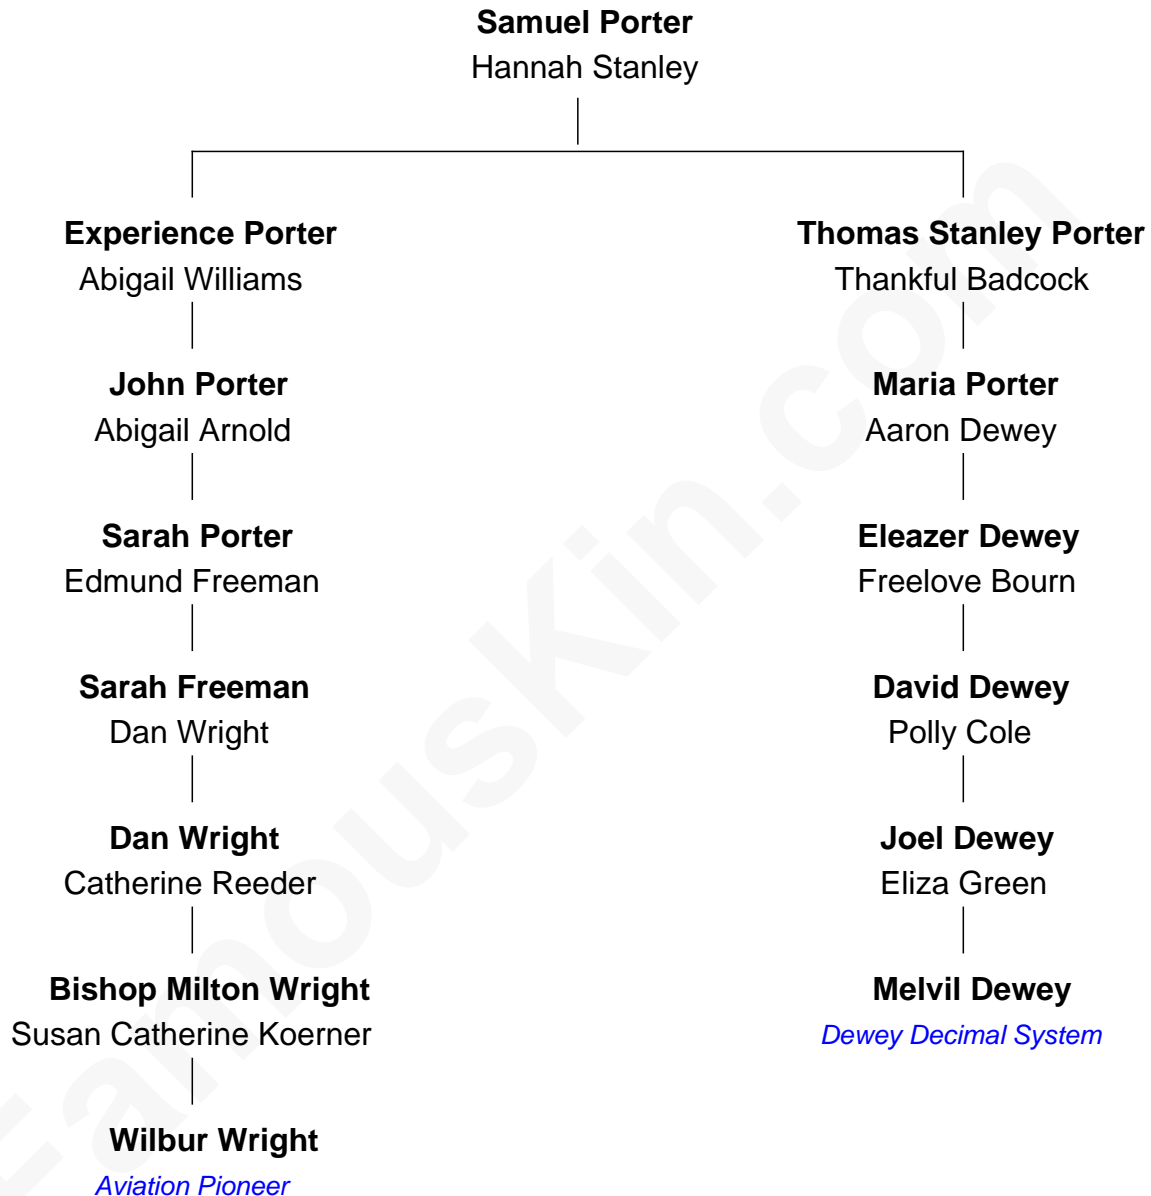 Samuel Porter
Hannah Stanley
Experience Porter
Abigail Williams
Thomas Stanley Porter
Thankful Badcock
John Porter
Abigail Arnold
Maria Porter
Aaron Dewey
Sarah Porter
Edmund Freeman
Eleazer Dewey
Freelove Bourn
Sarah Freeman
Dan Wright
David Dewey
Polly Cole
Dan Wright
Catherine Reeder
Joel Dewey
Eliza Green
Bishop Milton Wright
Susan Catherine Koerner
Melvil Dewey
Dewey Decimal System
Wilbur Wright
Aviation Pioneer
FamousKin.com